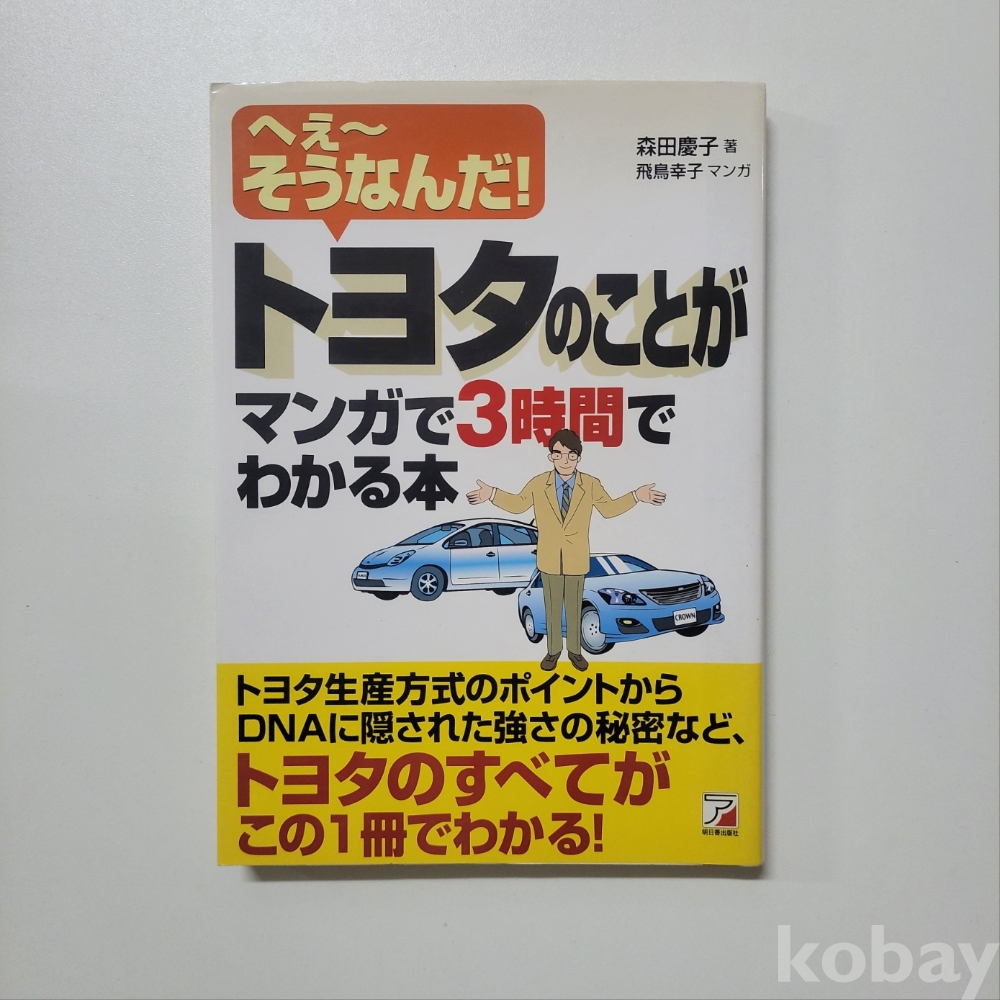 へぇ〜
そうなんだ!
森田慶子 著
飛鳥幸子 マンガ
トヨタのことが
マンガで3時間で
わかる本
CROWN
トヨタ生産方式のポイントから
DNAに隠された強さの秘密など、
トヨタのすべてが
この1冊でわかる!
ア
明日香出版社
kobay